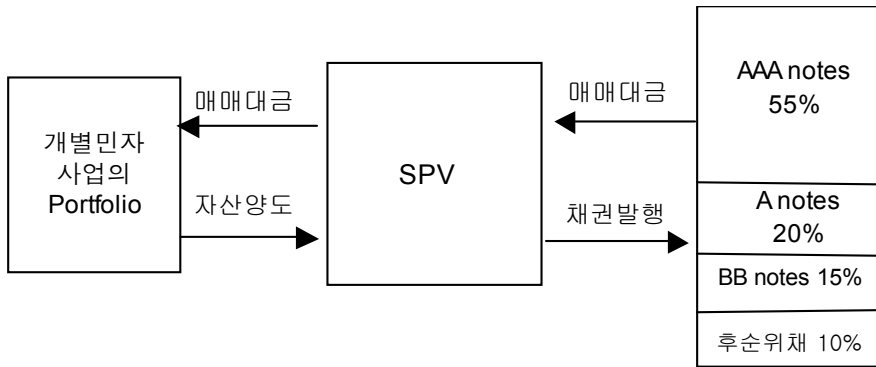 개별민자
사업의
Portfolio
매매대금
자산양도
SPV
매매대금
채권발행
AAA notes
55%
A notes
20%
BB notes 15%
후순위채 10%